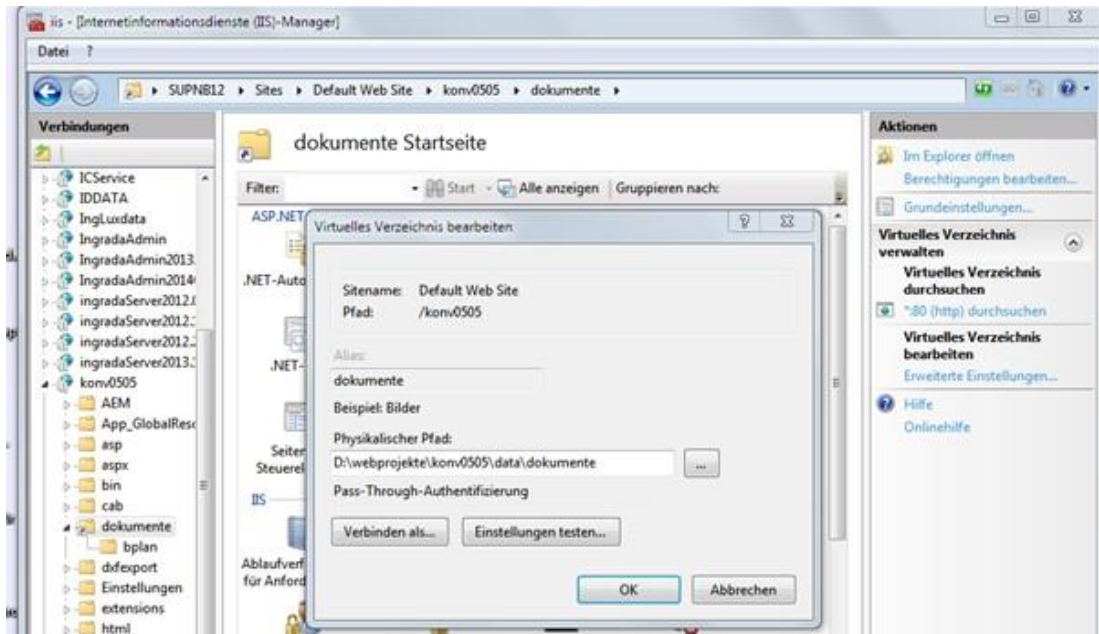 iis - [Internetinformationsdienste (IIS)-Manager]
Datei ?
SUPNB12 Sites Default Web Site konv0505 dokumente
Verbindungen
ICService
IDDATA
IngLuxdata
IngradaAdmin
IngradaAdmin2013.
IngradaAdmin2014
ingradaServer2012.
ingradaServer2012.
ingradaServer2012.
ingradaServer2013.
konv0505
AEM
App_GlobalReso
asp
aspx
bin
cab
dokumente
bplan
dxfexport
Einstellungen
extensions
html
dokumente Startseite
Filter: Start Alle anzeigen Gruppieren nach:
ASP.NET
.NET-Auto
.NET-
Seiten
Steuerel
IIS
Ablaufverf
für Anford
Virtuelles Verzeichnis bearbeiten
Sitename: Default Web Site
Pfad: /konv0505
Alias:
dokumente
Beispiel: Bilder
Physikalischer Pfad:
D:\webprojekte\konv0505\data\dokumente ...
Pass-Through-Authentifizierung
Verbinden als... Einstellungen testen...
OK Abbrechen
Aktionen
Im Explorer öffnen
Berechtigungen bearbeiten...
Grundeinstellungen...
Virtuelles Verzeichnis
verwalten
Virtuelles Verzeichnis
durchsuchen
*:80 (http) durchsuchen
Virtuelles Verzeichnis
bearbeiten
Erweiterte Einstellungen...
Hilfe
Onlinehilfe